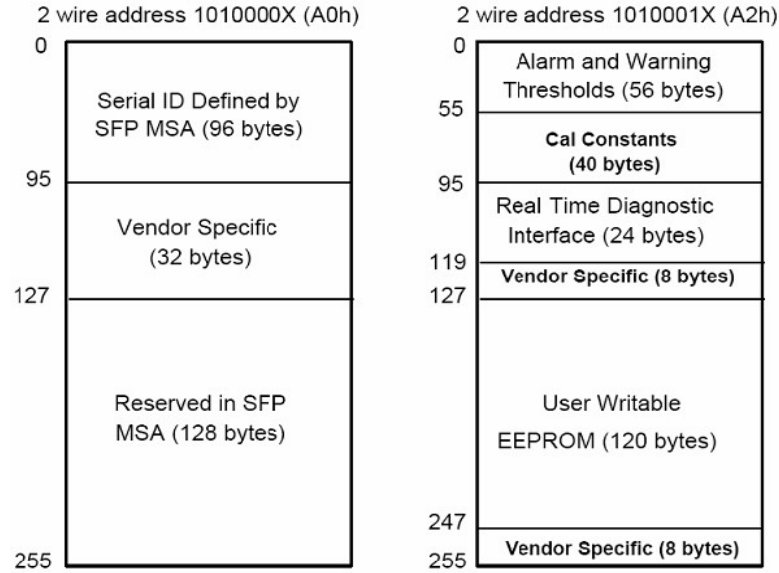 2 wire address 1010000X (A0h)
0
Serial ID Defined by
SFP MSA (96 bytes)
95
Vendor Specific
(32 bytes)
127
Reserved in SFP
MSA (128 bytes)
255
2 wire address 1010001X (A2h)
0
Alarm and Warning
Thresholds (56 bytes)
55
Cal Constants
(40 bytes)
95
Real Time Diagnostic
Interface (24 bytes)
119
Vendor Specific (8 bytes)
127
User Writable
EEPROM (120 bytes)
247
Vendor Specific (8 bytes)
255